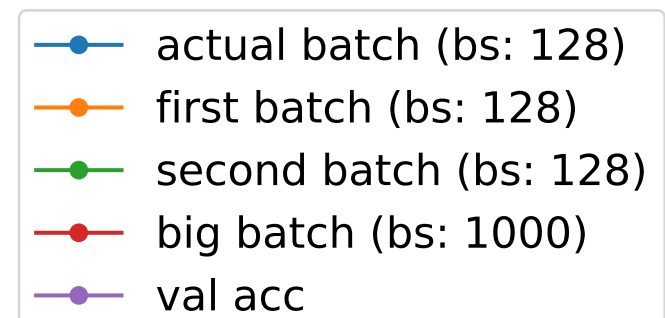 actual batch (bs: 128)
first batch (bs: 128)
second batch (bs: 128)
big batch (bs: 1000)
val acc